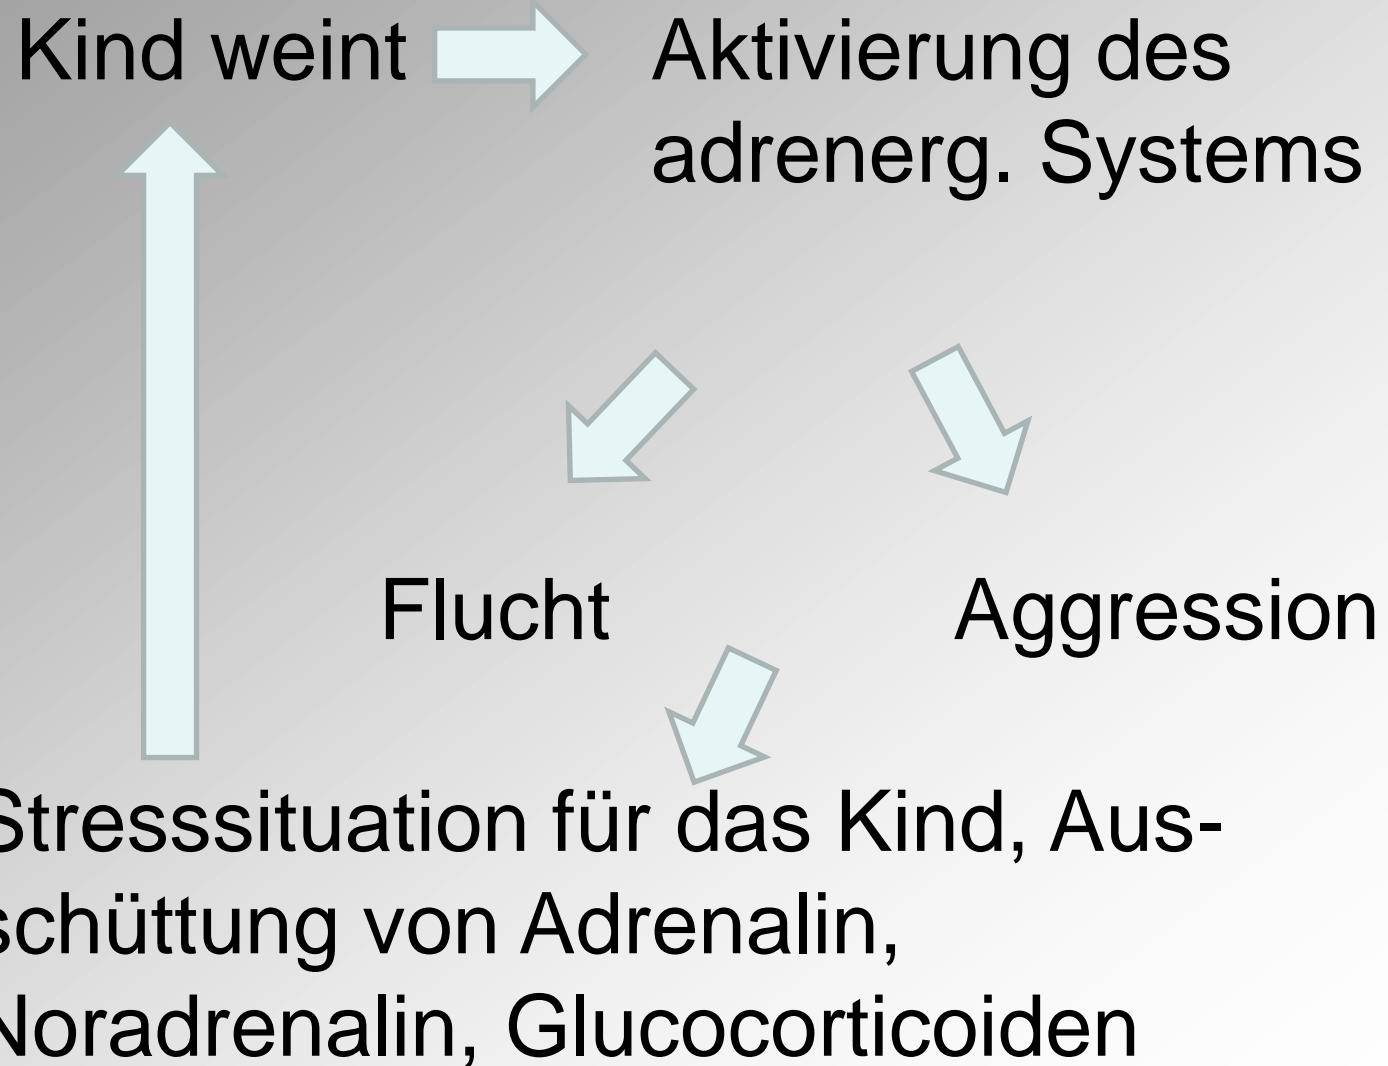 Kind weint
Aktivierung des
adrenerg. Systems
Flucht
Aggression
Stresssituation für das Kind, Aus-
schüttung von Adrenalin,
Noradrenalin, Glucocorticoiden